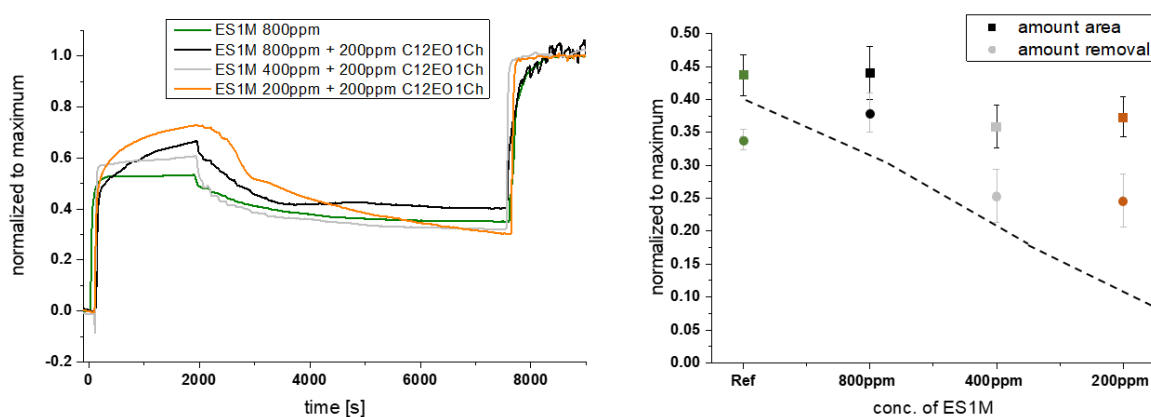 ES1M 800ppm
ES1M 800ppm + 200ppm C12EO1Ch
ES1M 400ppm + 200ppm C12EO1Ch
ES1M 200ppm + 200ppm C12EO1Ch
normalized to maximum
1.0
0.8
0.6
0.4
0.2
0.0
-0.2
0
2000
4000
6000
8000
time [s]
amount area
amount removal
normalized to maximum
0.50
0.45
0.40
0.35
0.30
0.25
0.20
0.15
0.10
0.05
0.00
Ref
800ppm
400ppm
200ppm
conc. of ES1M